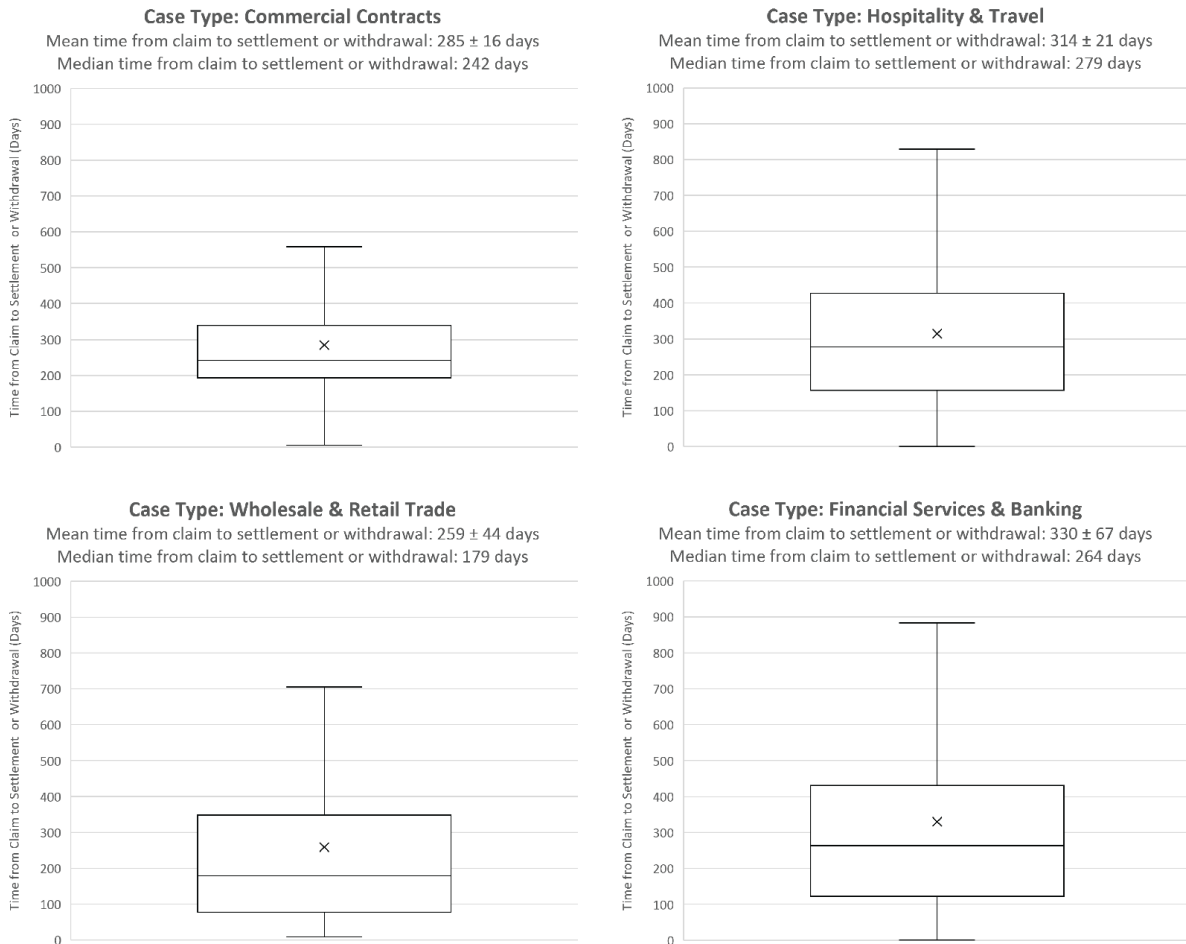 Case Type: Commercial Contracts
Mean time from claim to settlement or withdrawal: 285 ± 16 days
Median time from claim to settlement or withdrawal: 242 days
Time from Claim to Settlement or Withdrawal (Days)
1000
900
800
700
600
500
400
300
200
100
0
Case Type: Hospitality & Travel
Mean time from claim to settlement or withdrawal: 314 ± 21 days
Median time from claim to settlement or withdrawal: 279 days
Time from Claim to Settlement or Withdrawal (Days)
1000
900
800
700
600
500
400
300
200
100
0
Case Type: Wholesale & Retail Trade
Mean time from claim to settlement or withdrawal: 259 ± 44 days
Median time from claim to settlement or withdrawal: 179 days
Time from Claim to Settlement or Withdrawal (Days)
1000
900
800
700
600
500
400
300
200
100
0
Case Type: Financial Services & Banking
Mean time from claim to settlement or withdrawal: 330 ± 67 days
Median time from claim to settlement or withdrawal: 264 days
Time from Claim to Settlement or Withdrawal (Days)
1000
900
800
700
600
500
400
300
200
100
0